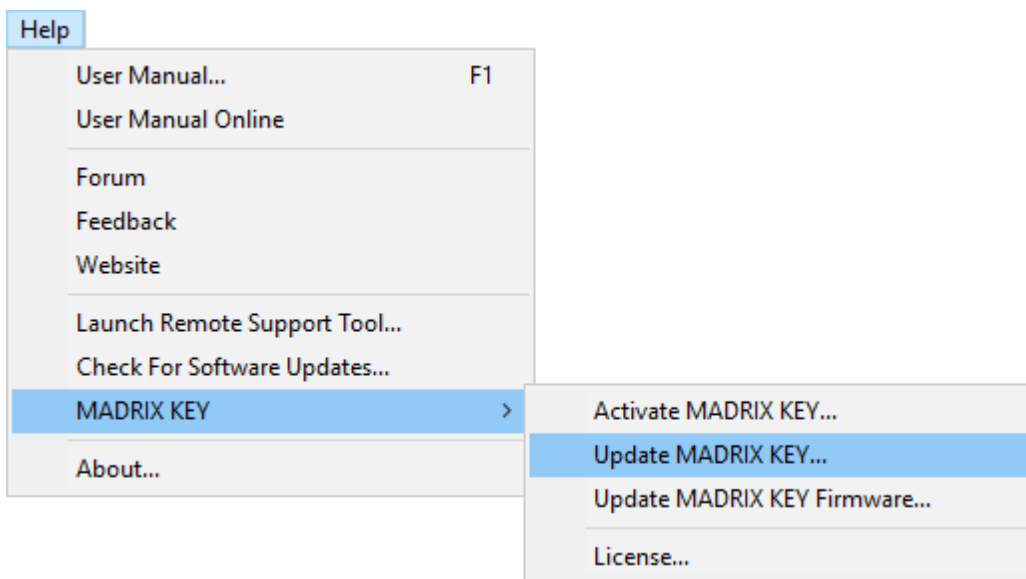 Help
User Manual... F1
User Manual Online
Forum
Feedback
Website
Launch Remote Support Tool...
Check For Software Updates...
MADRIX KEY >
About...
Activate MADRIX KEY...
Update MADRIX KEY...
Update MADRIX KEY Firmware...
License...